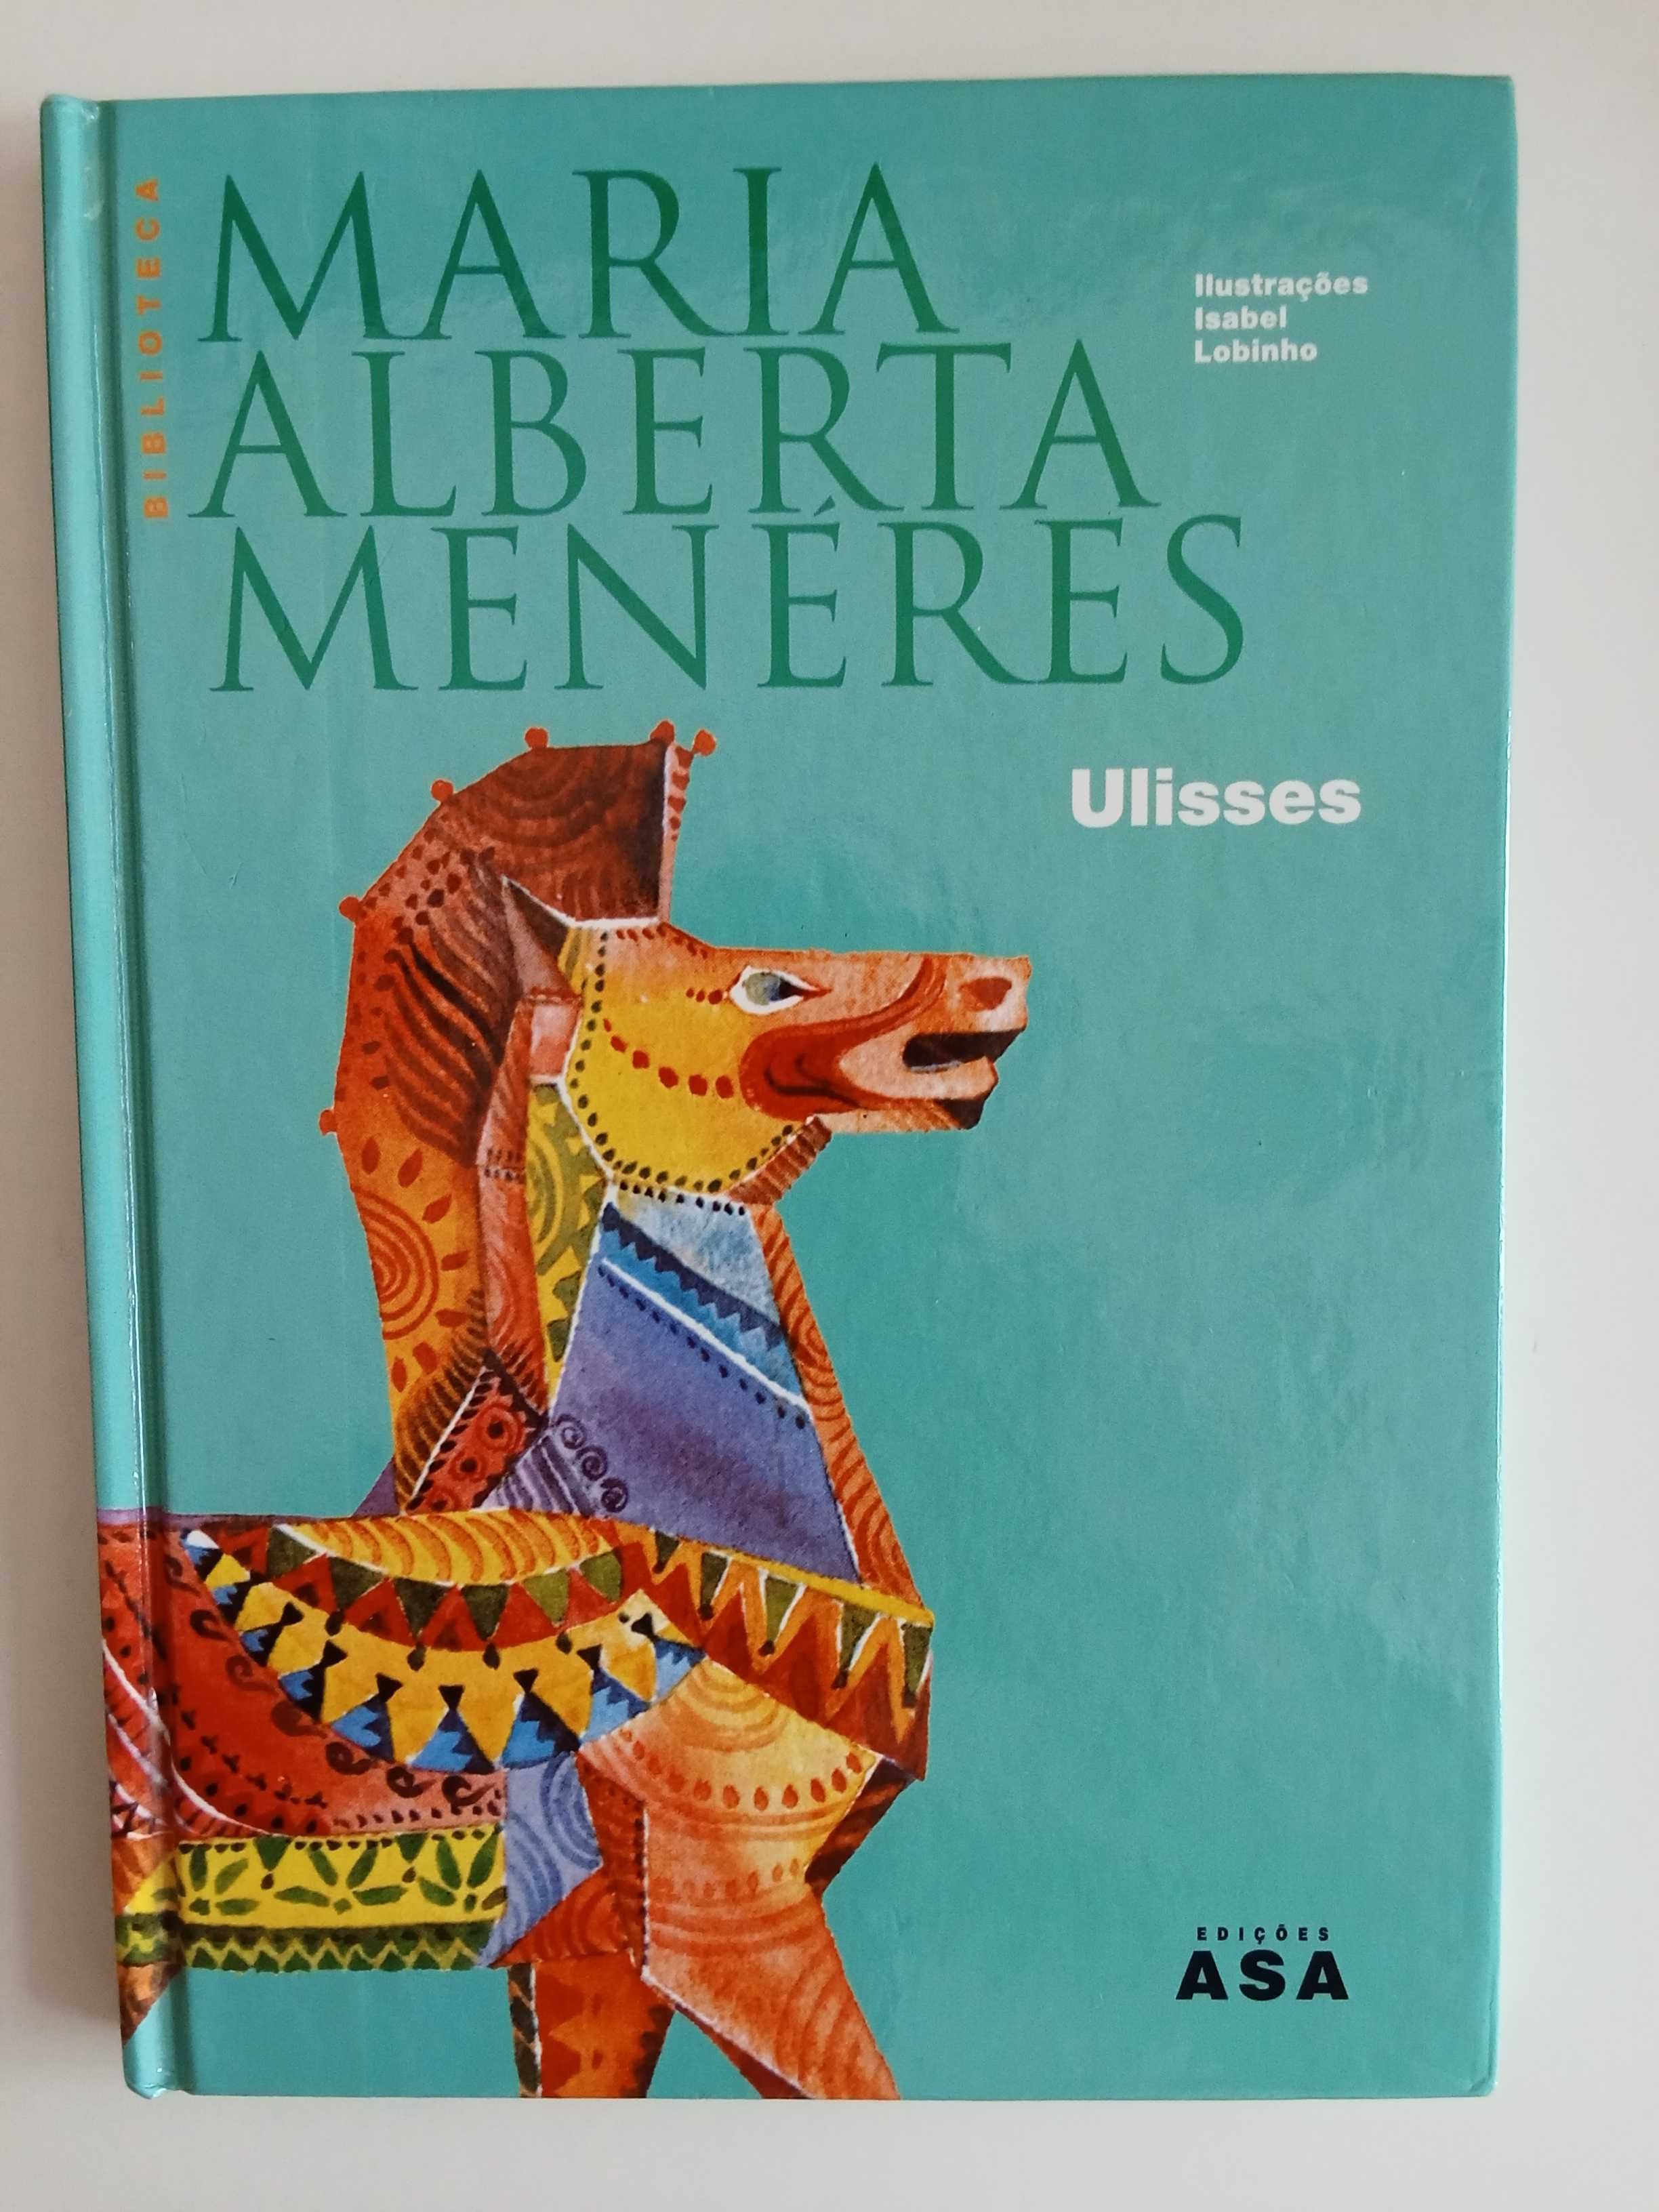 BIBLIOTECA
MARIA
ALBERTA
MENÉRES
Ilustrações
Isabel
Lobinho
Ulisses
EDIÇÕES
ASA